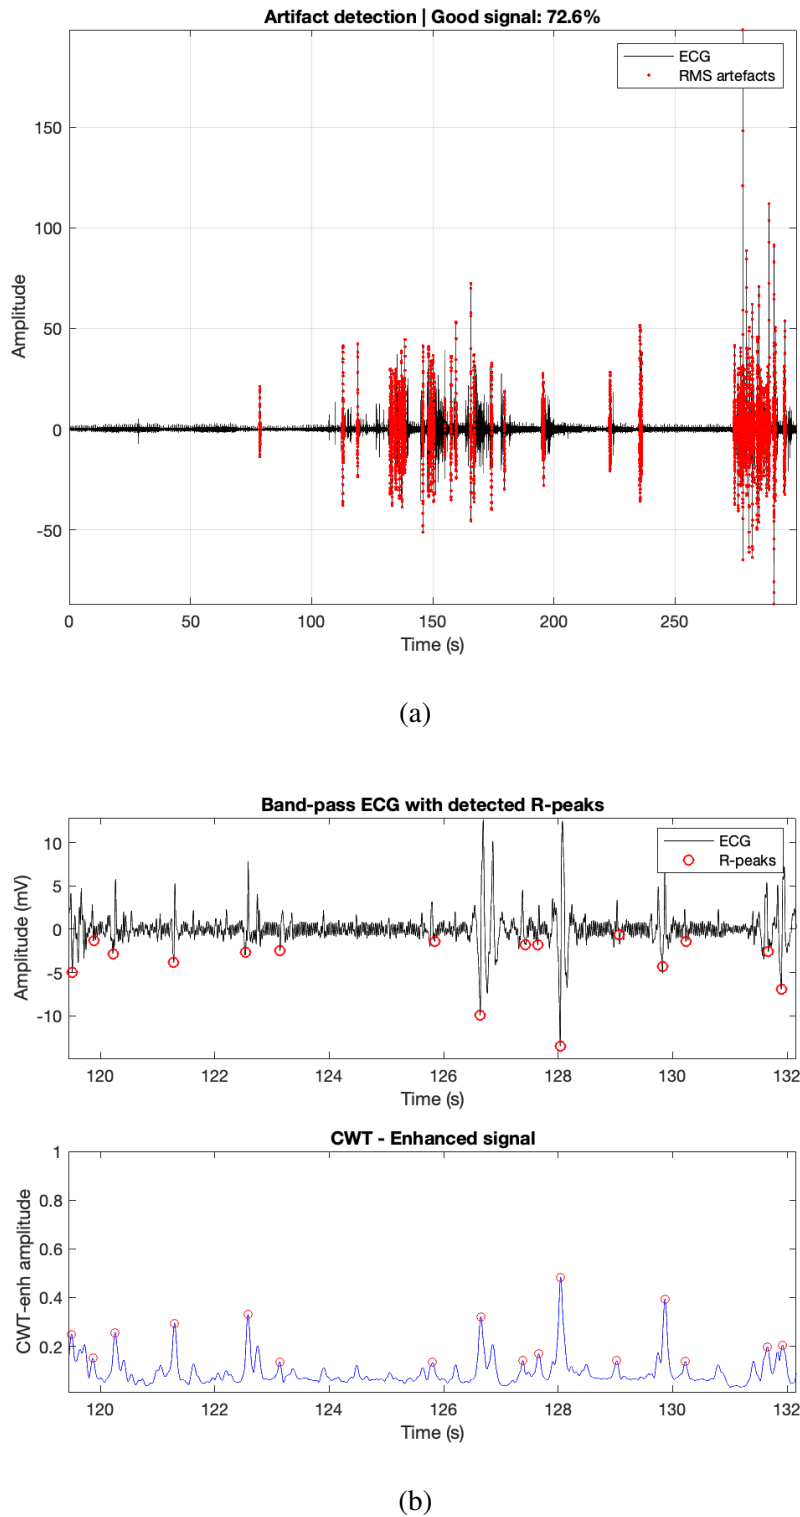 Artifact detection | Good signal: 72.6%
ECG
RMS artefacts
150
100
50
0
-50
Amplitude
0 50 100 150 200 250
Time (s)
(a)
Band-pass ECG with detected R-peaks
ECG
R-peaks
10
5
0
-5
-10
Amplitude (mV)
120 122 124 126 128 130 132
Time (s)
CWT - Enhanced signal
1
0.8
0.6
0.4
0.2
CWT-enh amplitude
120 122 124 126 128 130 132
Time (s)
(b)